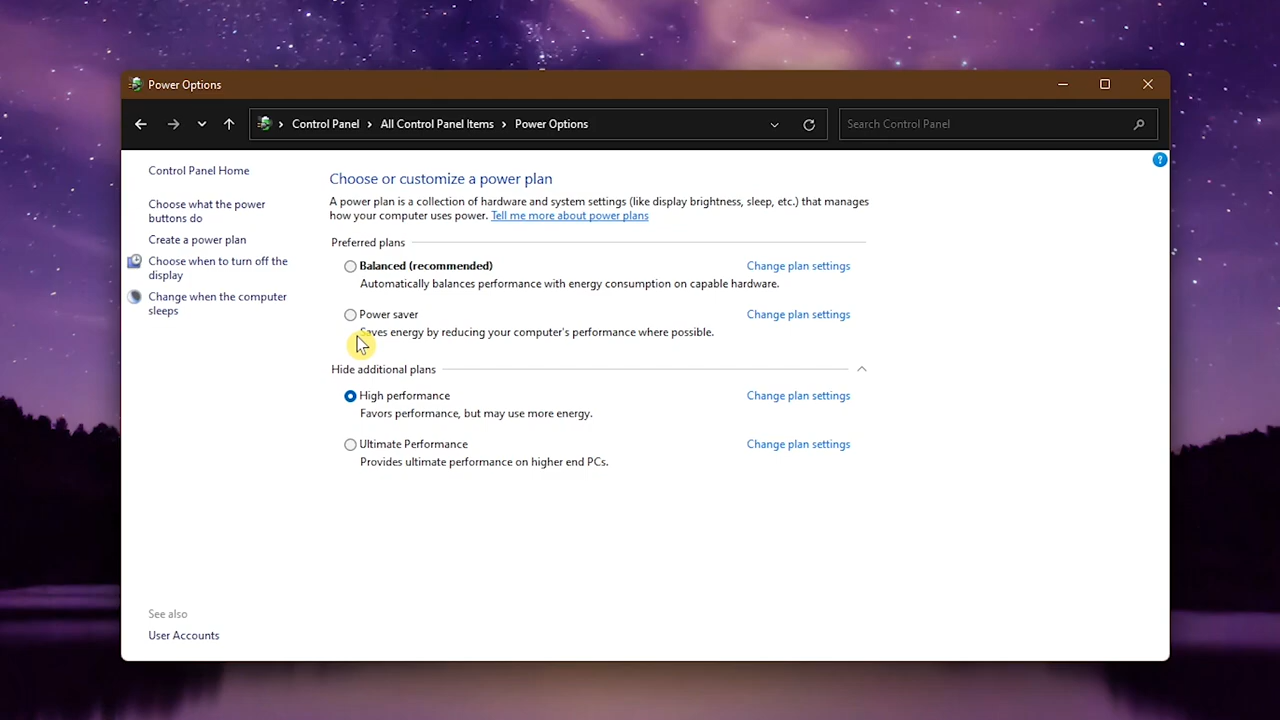 Power Options
Control Panel
All Control Panel Items
Power Options
Search Control Panel
Control Panel Home
Choose what the power
buttons do
Create a power plan
Choose when to turn off the
display
Change when the computer
sleeps
See also
User Accounts
Choose or customize a power plan
A power plan is a collection of hardware and system settings (like display brightness, sleep, etc.) that manages
how your computer uses power. Tell me more about power plans
Preferred plans
Balanced (recommended) Change plan settings
Automatically balances performance with energy consumption on capable hardware.
Power saver Change plan settings
Saves energy by reducing your computer's performance where possible.
Hide additional plans
High performance Change plan settings
Favors performance, but may use more energy.
Ultimate Performance Change plan settings
Provides ultimate performance on higher end PCs.
?